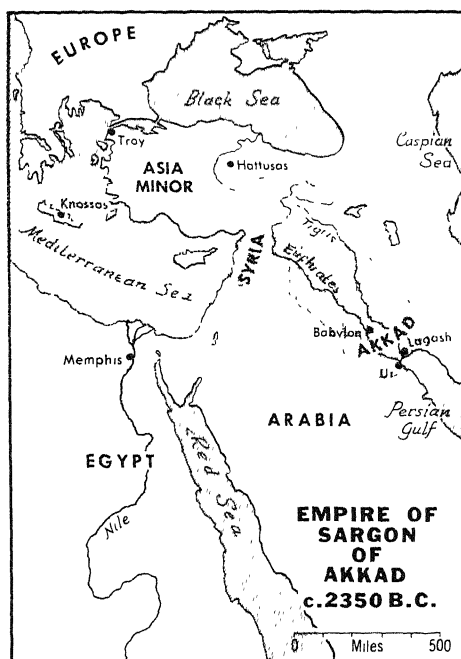 EUROPE
Black Sea
Caspian
Sea
Troy
Hattusas
ASIA
MINOR
Knossos
Mediterranean Sea
SYRIA
Tigris
Euphrates
Babylon
AKKAD
Lagash
Ur
Memphis
Persian
Gulf
ARABIA
EGYPT
Red Sea
Nile
EMPIRE OF
SARGON
OF
AKKAD
c.2350 B.C.
0 Miles 500